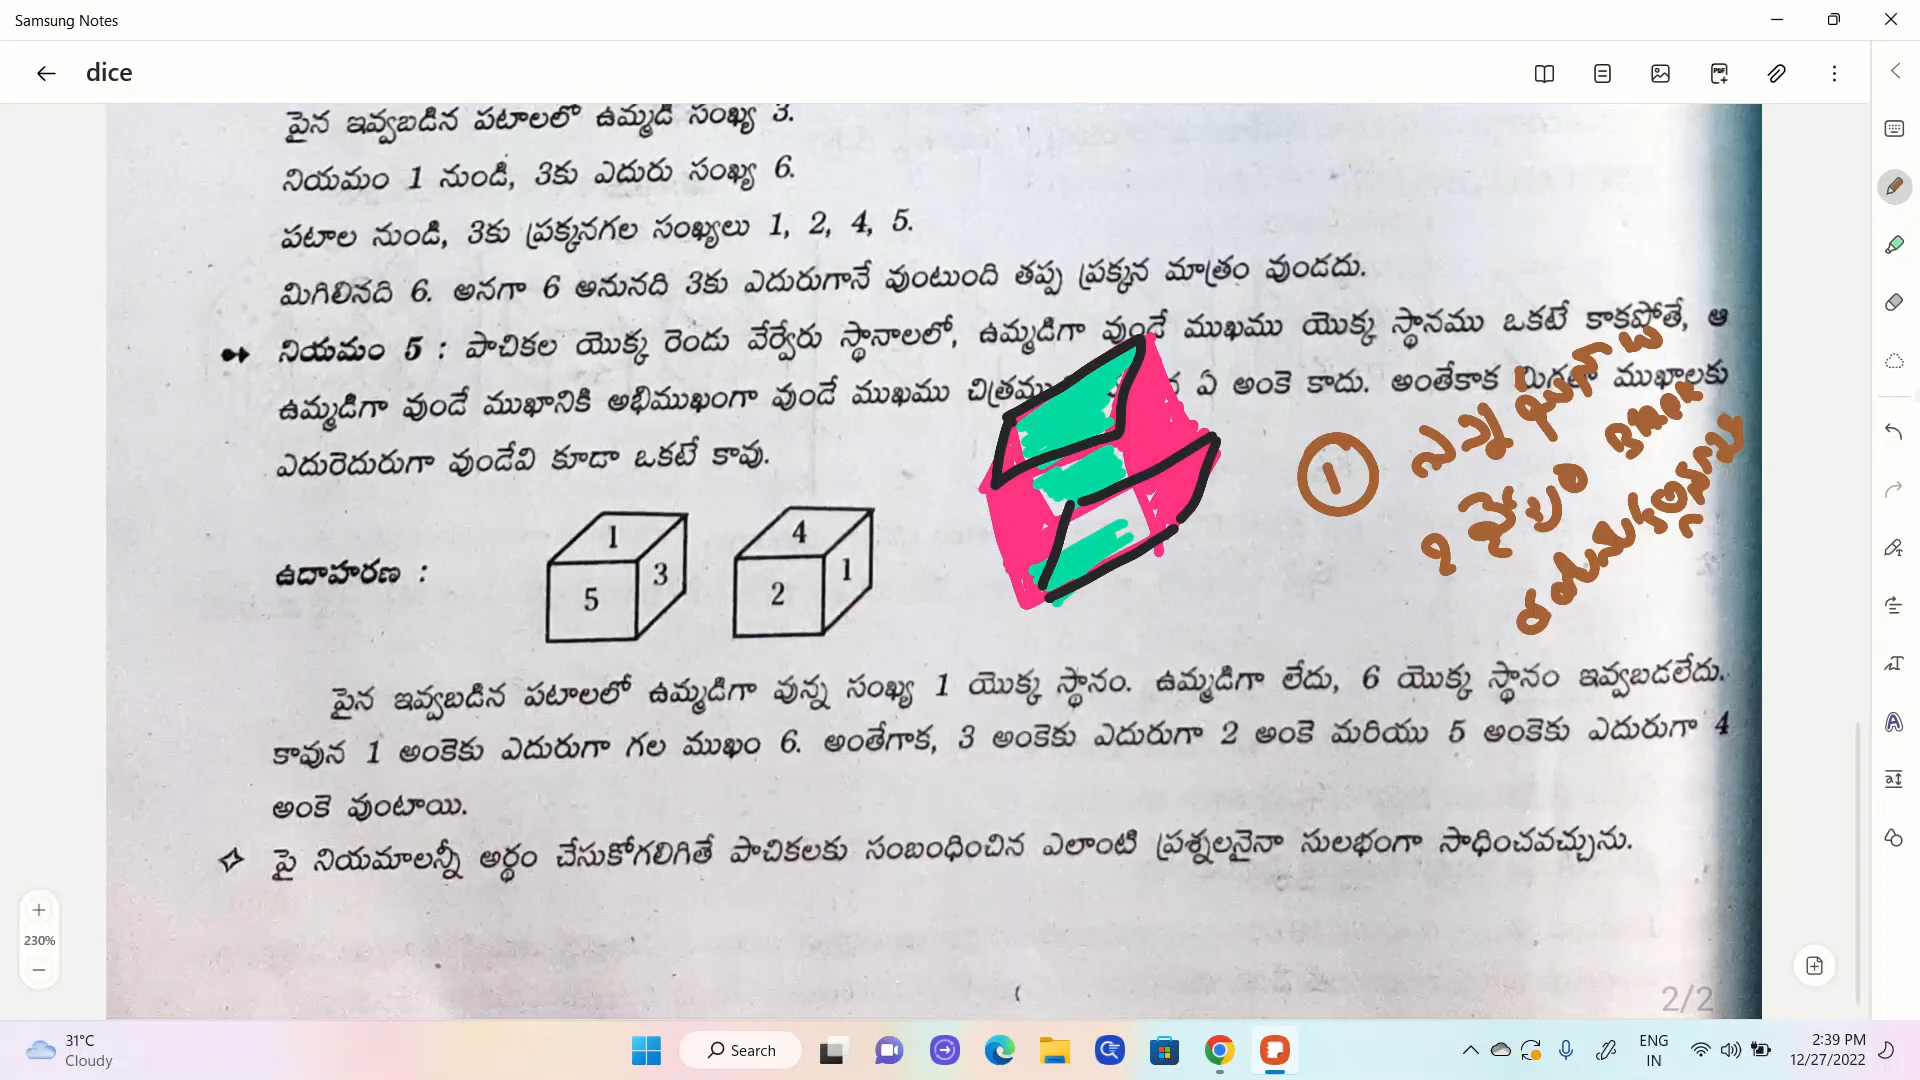 Samsung Notes
dice
పైన ఇవ్వబడిన పటాలలో ఉమ్మడి సంఖ్య 3.
నియమం 1 నుండి, 3కు ఎదురు సంఖ్య 6.
పటాల నుండి, 3కు ప్రక్కనగల సంఖ్యలు 1, 2, 4, 5.
మిగిలినది 6. అనగా 6 అనునది 3కు ఎదురుగానే వుంటుంది తప్ప ప్రక్కన మాత్రం వుండదు.
నియమం 5 : పాచికల యొక్క రెండు వేర్వేరు స్థానాలలో, ఉమ్మడిగా వుండే ముఖము యొక్క స్థానము ఒకటే కాకపోతే, ఆ
ఉమ్మడిగా వుండే ముఖానికి అభిముఖంగా వుండే ముఖము ఏ అంకె కాదు. అంతేకాక మిగతా ముఖాలకు
ఎదురెదురుగా వుండేవి కూడా ఒకటే కావు.
ఉదాహరణ :
1
5
3
4
2
1
1
పైన ఇవ్వబడిన పటాలలో ఉమ్మడిగా వున్న సంఖ్య 1 యొక్క స్థానం. ఉమ్మడిగా లేదు, 6 యొక్క స్థానం ఇవ్వబడలేదు.
కావున 1 అంకెకు ఎదురుగా గల ముఖం 6. అంతేగాక, 3 అంకెకు ఎదురుగా 2 అంకె మరియు 5 అంకెకు ఎదురుగా 4
అంకె వుంటాయి.
పై నియమాలన్నీ అర్థం చేసుకోగలిగితే పాచికలకు సంబంధించిన ఎలాంటి ప్రశ్నలనైనా సులభంగా సాధించవచ్చును.
2/2
230%
31°C
Cloudy
Search
ENG
IN
2:39 PM
12/27/2022